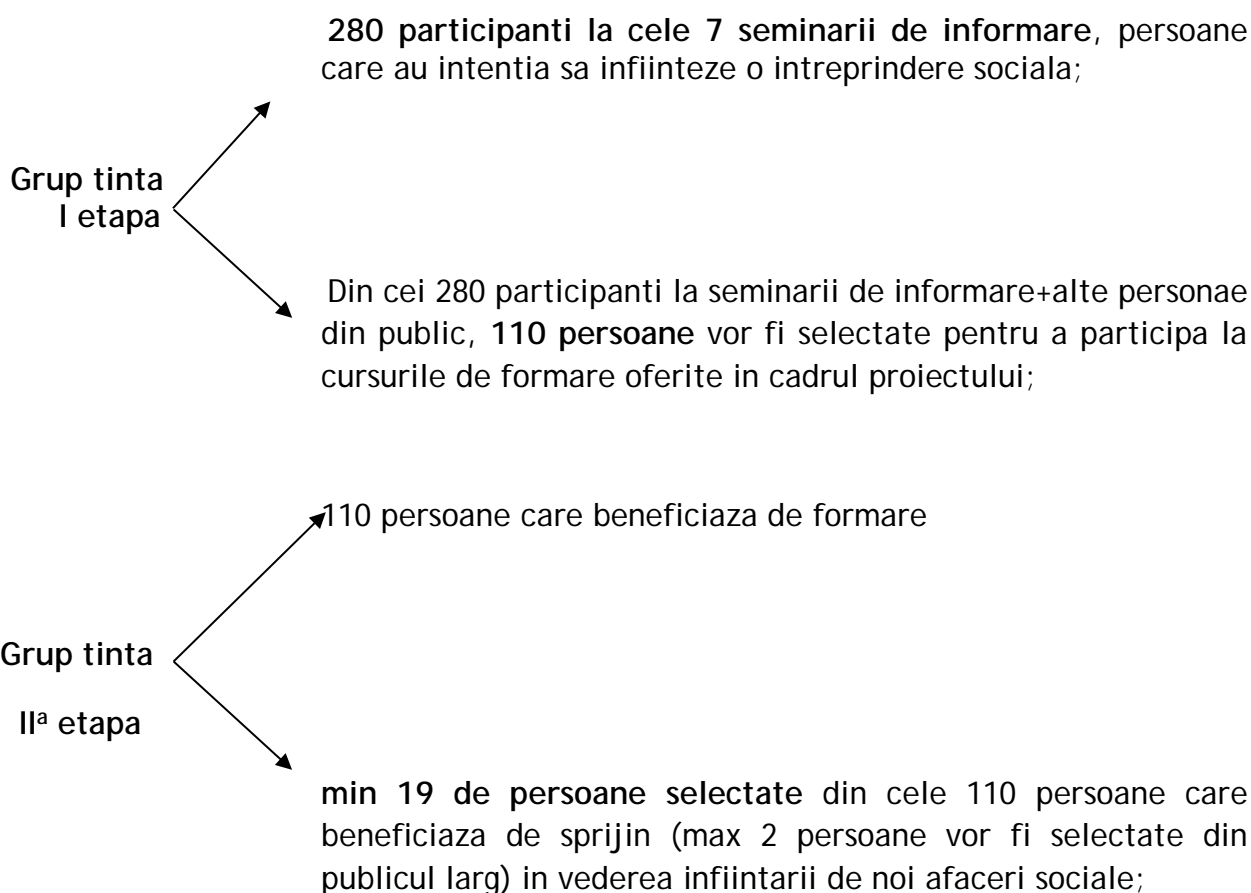 280 participanti la cele 7 seminarii de informare, persoane
care au intentia sa infiinteze o intreprindere sociala;
Grup tinta
I etapa
Din cei 280 participanti la seminarii de informare+alte personae
din public, 110 persoane vor fi selectate pentru a participa la
cursurile de formare oferite in cadrul proiectului;
110 persoane care beneficiaza de formare
Grup tinta
IIª etapa
min 19 de persoane selectate din cele 110 persoane care
beneficiaza de sprijin (max 2 persoane vor fi selectate din
publicul larg) in vederea infiintarii de noi afaceri sociale;